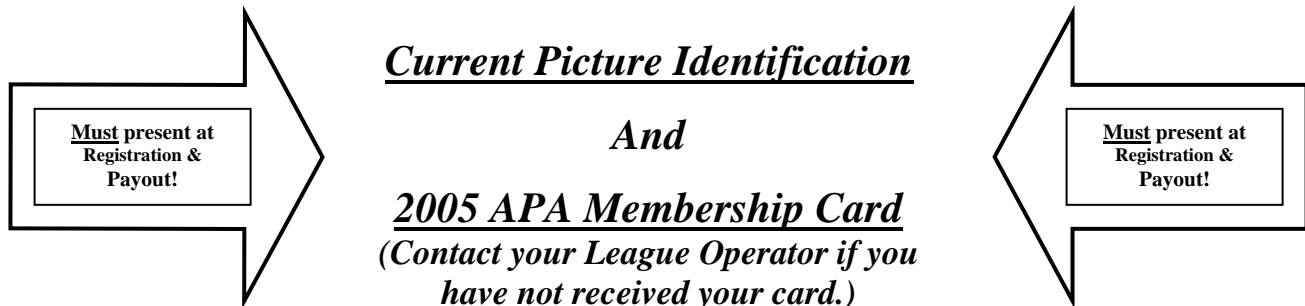 Must present at
Registration &
Payout!
Current Picture Identification
And
2005 APA Membership Card
(Contact your League Operator if you
have not received your card.)
Must present at
Registration &
Payout!